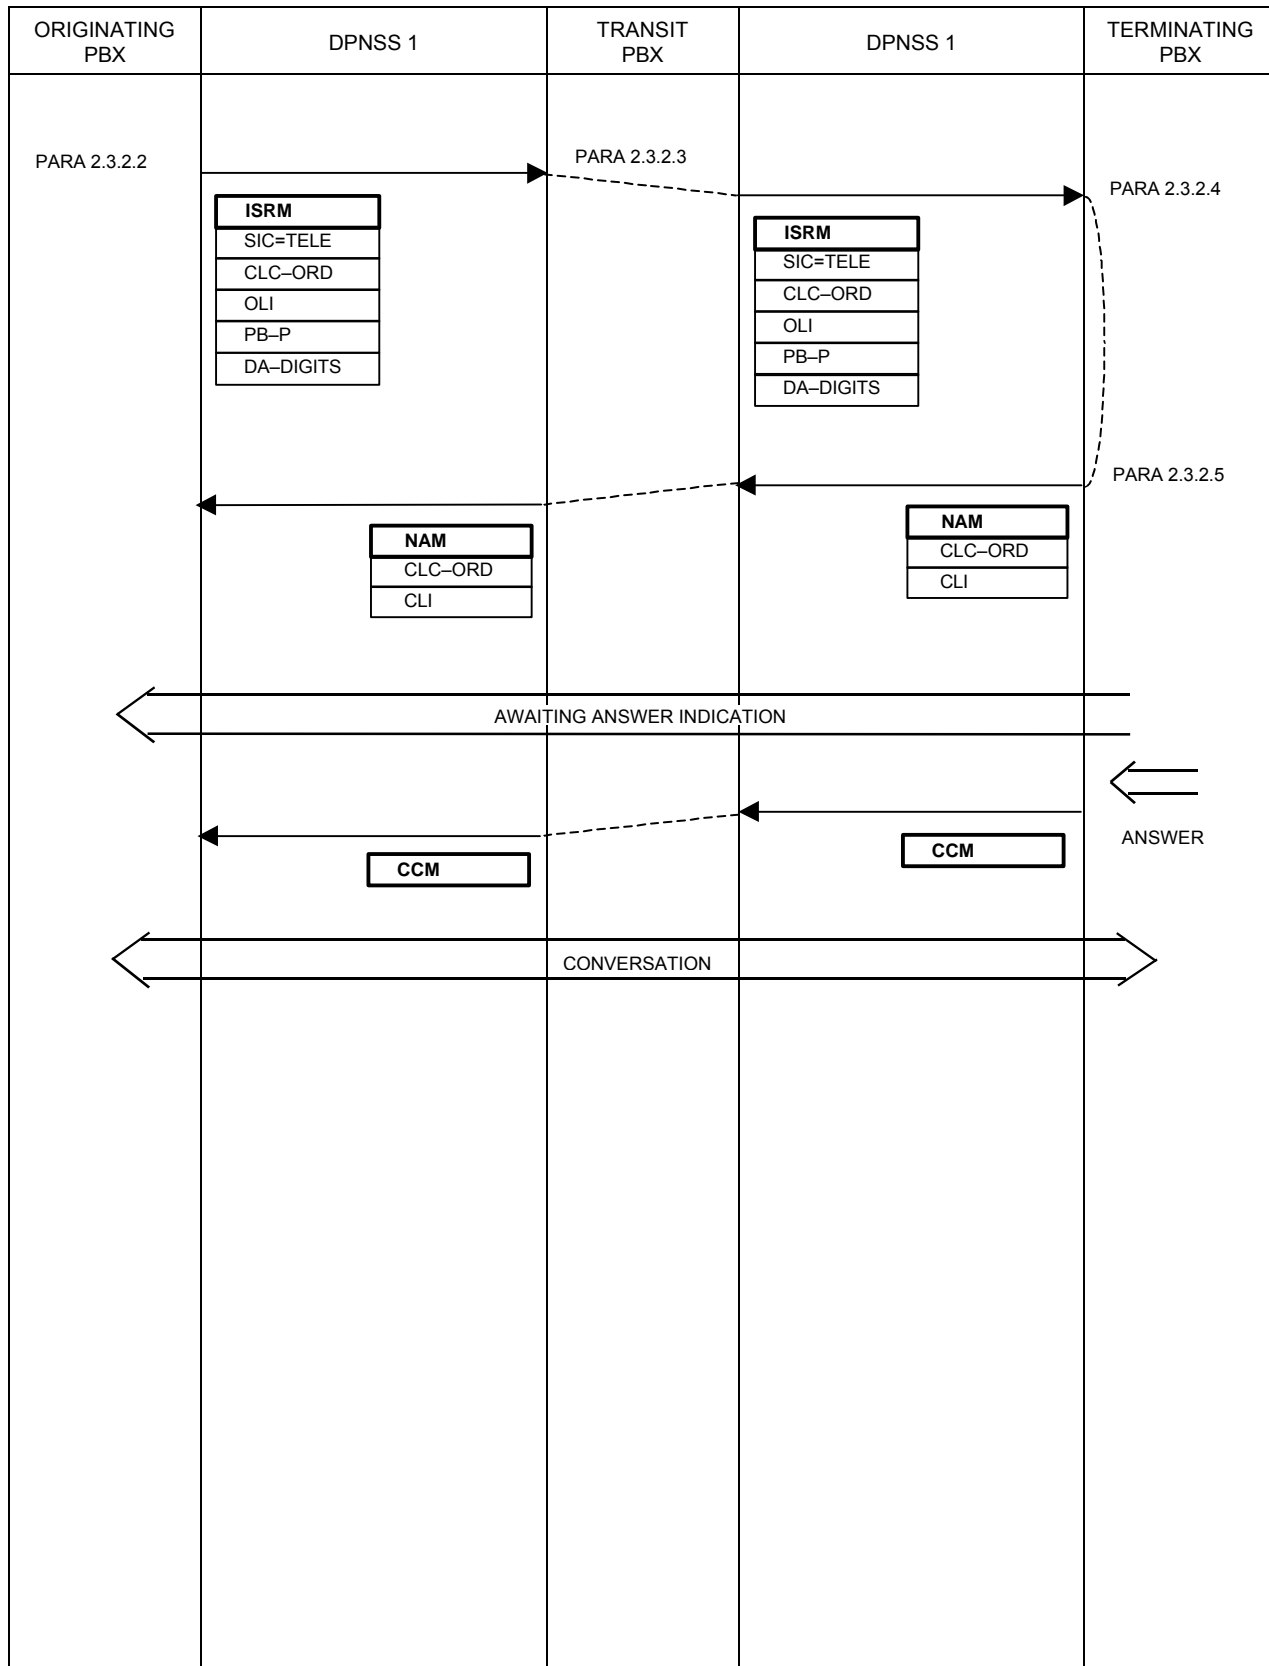 ORIGINATING
PBX
DPNSS 1
TRANSIT
PBX
DPNSS 1
TERMINATING
PBX
PARA 2.3.2.2
PARA 2.3.2.3
PARA 2.3.2.4
ISRM
SIC=TELE
CLC–ORD
OLI
PB–P
DA–DIGITS
ISRM
SIC=TELE
CLC–ORD
OLI
PB–P
DA–DIGITS
PARA 2.3.2.5
NAM
CLC–ORD
CLI
NAM
CLC–ORD
CLI
AWAITING ANSWER INDICATION
ANSWER
CCM
CCM
CONVERSATION